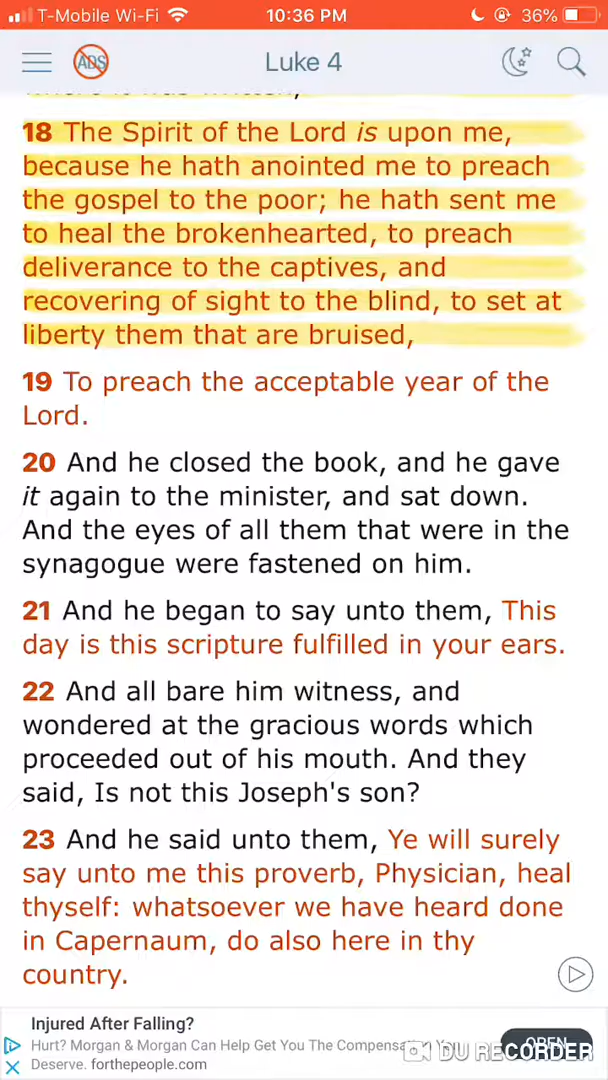 T-Mobile Wi-Fi 10:36 PM 36%
ADS Luke 4
18 The Spirit of the Lord is upon me,
because he hath anointed me to preach
the gospel to the poor; he hath sent me
to heal the brokenhearted, to preach
deliverance to the captives, and
recovering of sight to the blind, to set at
liberty them that are bruised,
19 To preach the acceptable year of the
Lord.
20 And he closed the book, and he gave
it again to the minister, and sat down.
And the eyes of all them that were in the
synagogue were fastened on him.
21 And he began to say unto them, This
day is this scripture fulfilled in your ears.
22 And all bare him witness, and
wondered at the gracious words which
proceeded out of his mouth. And they
said, Is not this Joseph's son?
23 And he said unto them, Ye will surely
say unto me this proverb, Physician, heal
thyself: whatsoever we have heard done
in Capernaum, do also here in thy
country.
Injured After Falling?
Hurt? Morgan & Morgan Can Help Get You The
Deserve. forthepeople.com
OPEN
DU RECORDER